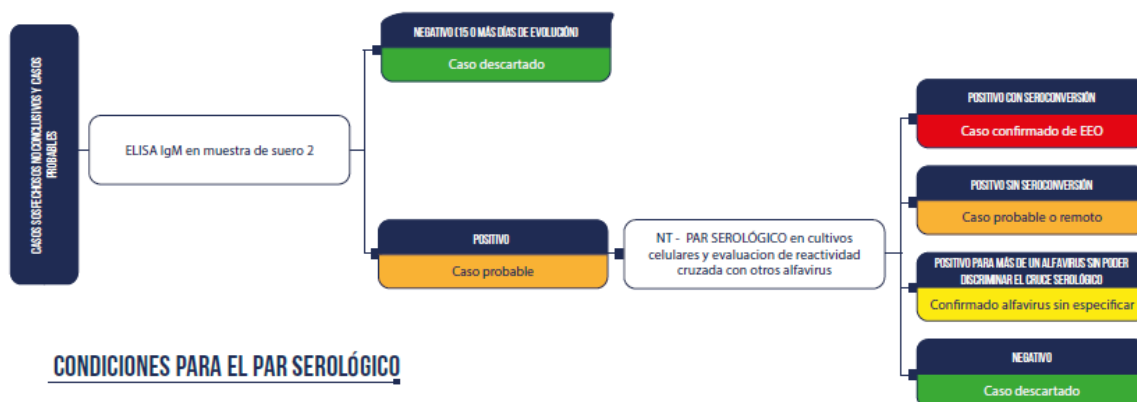 CASOS SOSPECHOSOS NO CONCLUSIVOS Y CASOS
PROBABLES
ELISA IgM en muestra de suero 2
NEGATIVO (15 O MÁS DÍAS DE EVOLUCIÓN)
Caso descartado
POSITIVO
Caso probable
NT - PAR SEROLÓGICO en cultivos
celulares y evaluacion de reactividad
cruzada con otros alfavirus
POSITIVO CON SEROCONVERSIÓN
Caso confirmado de EEO
POSITVO SIN SEROCONVERSIÓN
Caso probable o remoto
POSITIVO PARA MÁS DE UN ALFAVIRUS SIN PODER
DISCRIMINAR EL CRUCE SEROLÓGICO
Confirmado alfavirus sin especificar
NEGATIVO
Caso descartado
CONDICIONES PARA EL PAR SEROLÓGICO